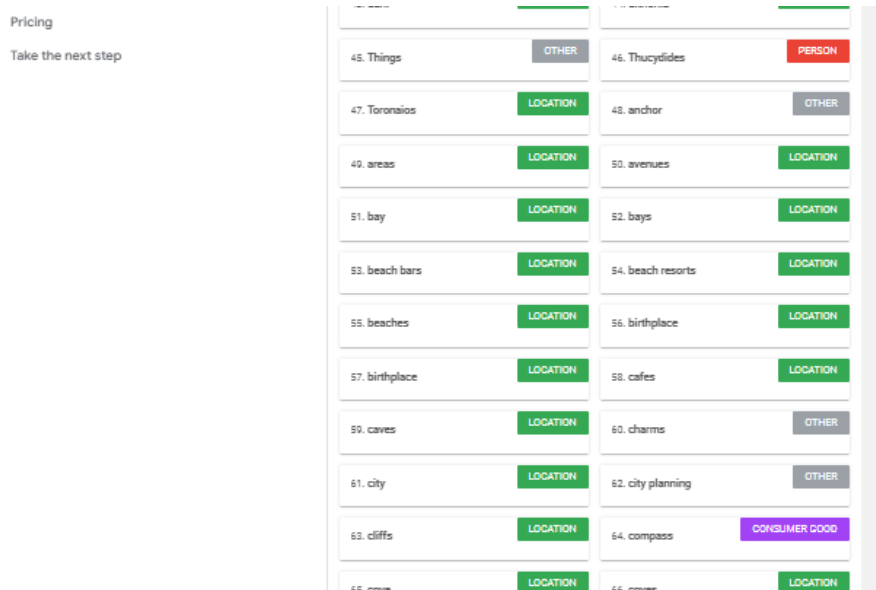 Pricing
Take the next step
45. Things
OTHER
46. Thucydides
PERSON
47. Toronaios
LOCATION
48. anchor
OTHER
49. areas
LOCATION
50. avenues
LOCATION
51. bay
LOCATION
52. bays
LOCATION
53. beach bars
LOCATION
54. beach resorts
LOCATION
55. beaches
LOCATION
56. birthplace
LOCATION
57. birthplace
LOCATION
58. cafes
LOCATION
59. caves
LOCATION
60. charms
OTHER
61. city
LOCATION
62. city planning
OTHER
63. cliffs
LOCATION
64. compass
CONSUMER GOOD
LOCATION
LOCATION